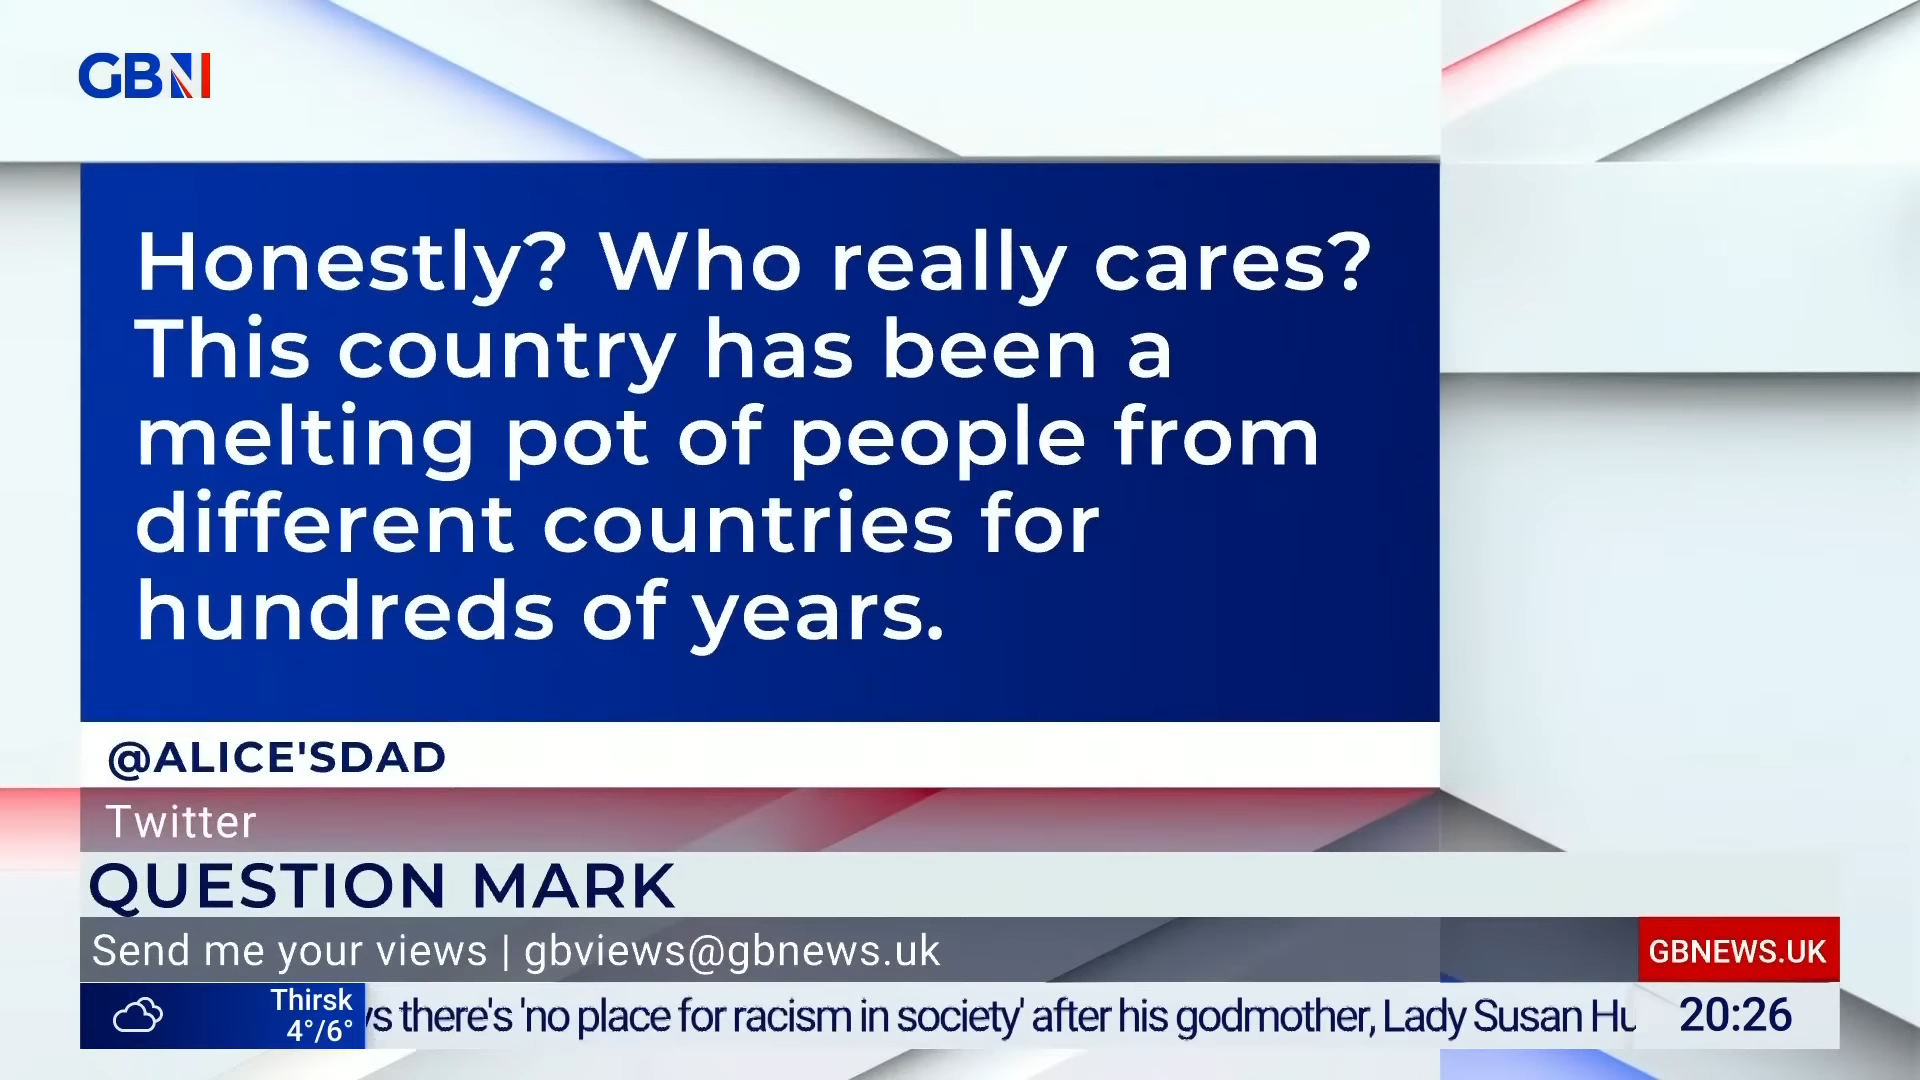 GBN
Honestly? Who really cares?
This country has been a
melting pot of people from
different countries for
hundreds of years.
@ALICE'SDAD
Twitter
QUESTION MARK
Send me your views | gbviews@gbnews.uk
GBNEWS.UK
Thirsk
4°/6°
ys there's 'no place for racism in society' after his godmother, Lady Susan Hu
20:26